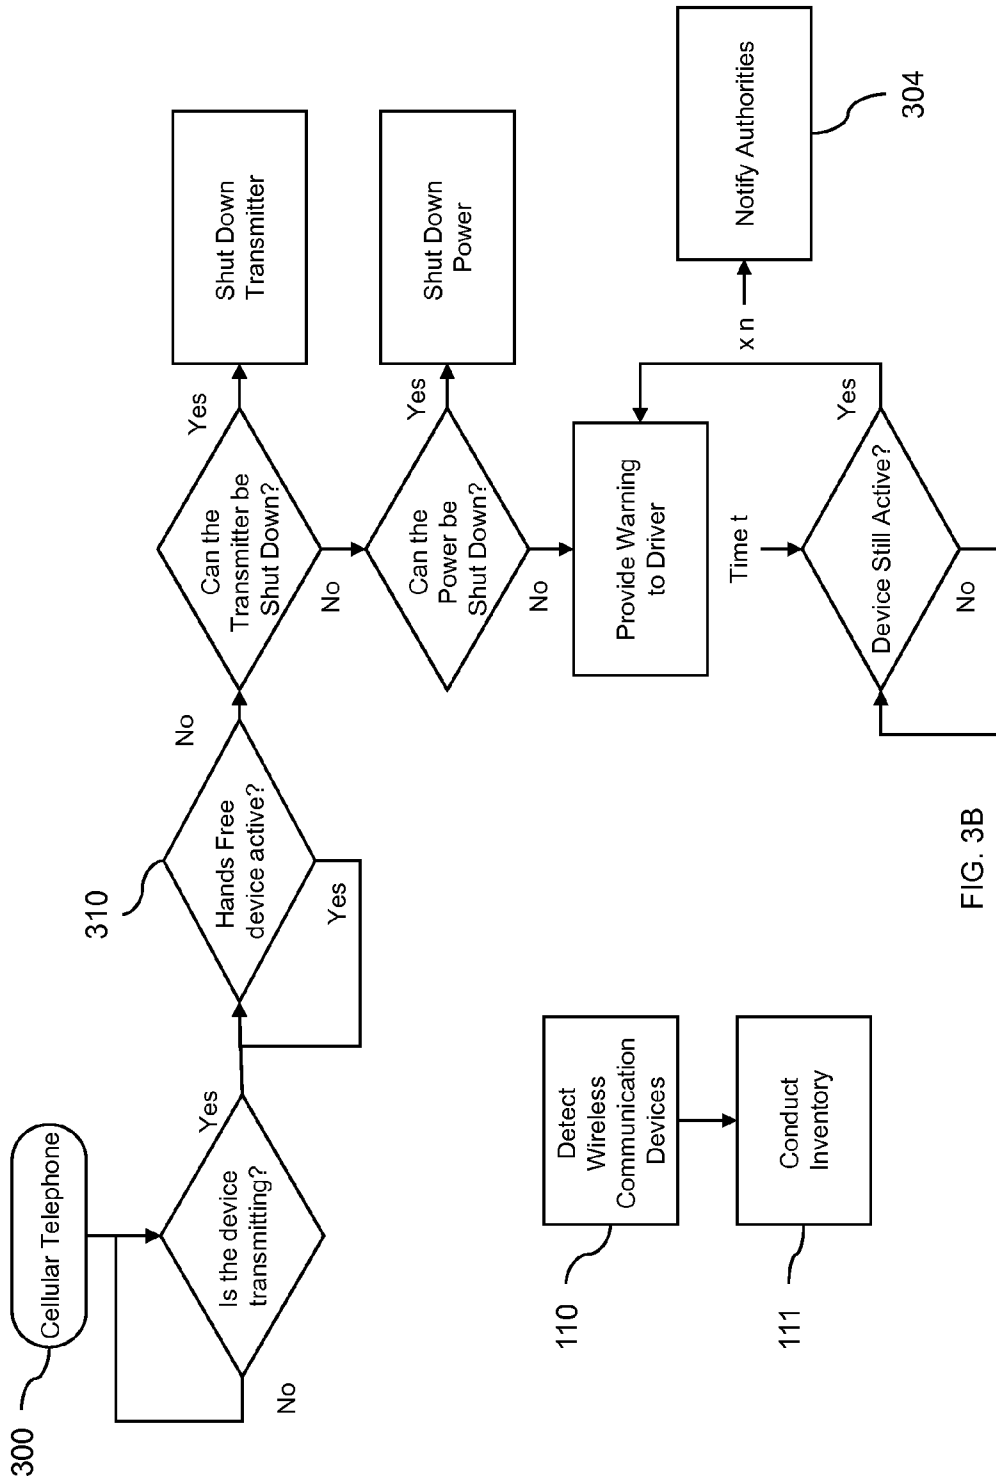 300
Cellular Telephone
Is the device
transmitting?
No
Yes
310
Hands Free
device active?
Yes
No
Can the
Transmitter be
Shut Down?
Yes
Shut Down
Transmitter
No
Can the
Power be
Shut Down?
Yes
Shut Down
Power
No
Provide Warning
to Driver
Time t
Device Still Active?
Yes
No
x n
Notify Authorities
304
110
Detect
Wireless
Communication
Devices
111
Conduct
Inventory
FIG. 3B